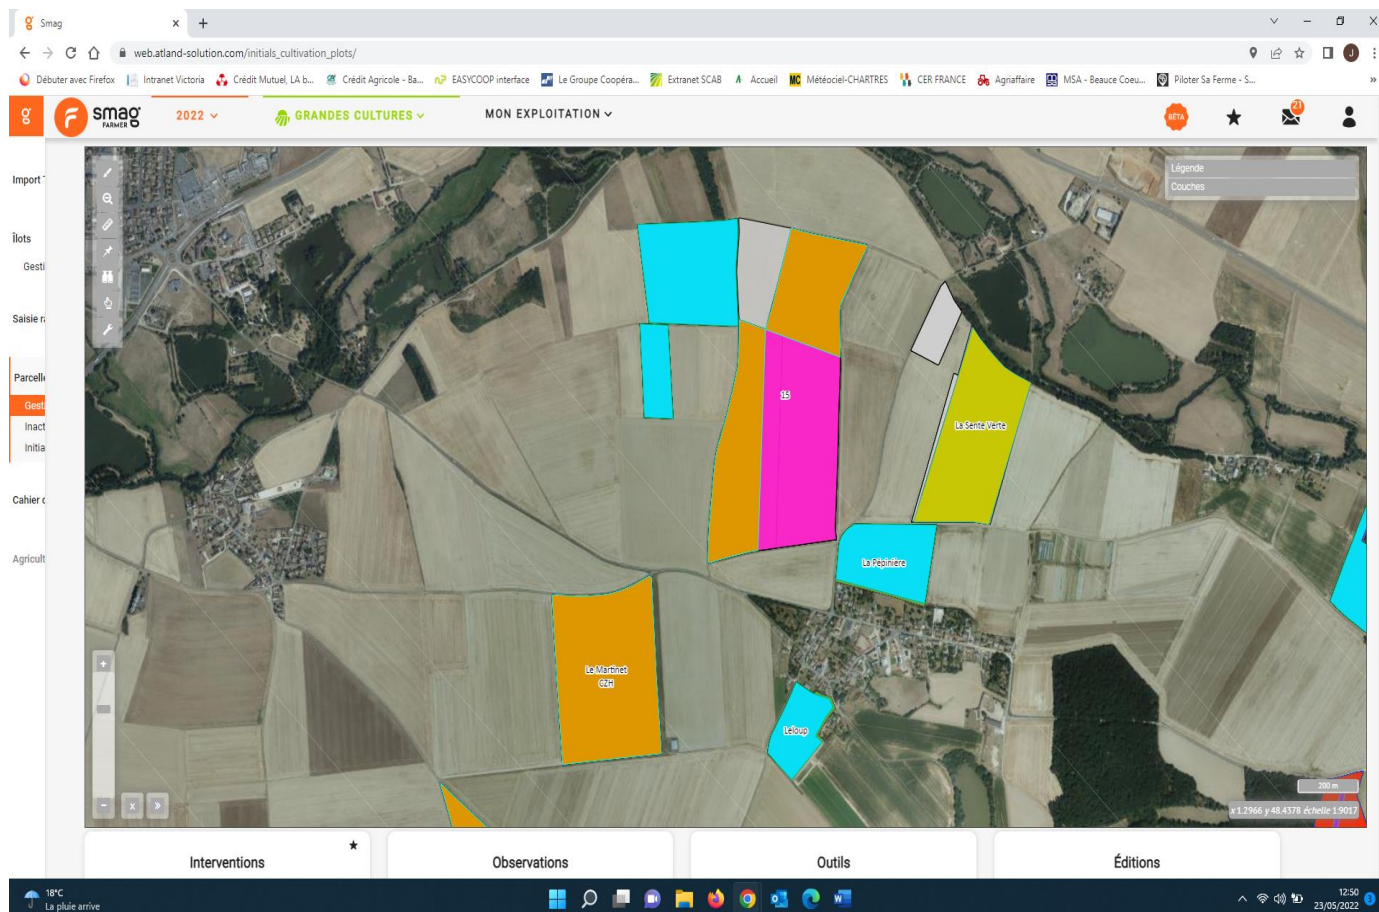 Smag
web.atland-solution.com/initials_cultivation_plots/
Débuter avec Firefox Intranet Victoria Crédit Mutuel, LA b... Crédit Agricole - Ba... EASYCOOP interface Le Groupe Coopéra... Extranet SCAB Accueil Météociel-CHARTRES CER FRANCE Agriaffaire MSA - Beauce Coeu... Piloter Sa Ferme - S... »
smag FARMER 2022 GRANDES CULTURES MON EXPLOITATION BÊTA 21
Légende
Couches
Import
Îlots
Gesti
Saisie ra
Parcelle
Gest
Inact
Initia
Cahier d
Agricult
15
La Sente Verte
La Pépinière
Le Martinet
CZH
Leloup
200 m
x 1.2966 y 48.4378 échelle 1:9017
Interventions Observations Outils Éditions
18°C
La pluie arrive
12:50
23/05/2022
3